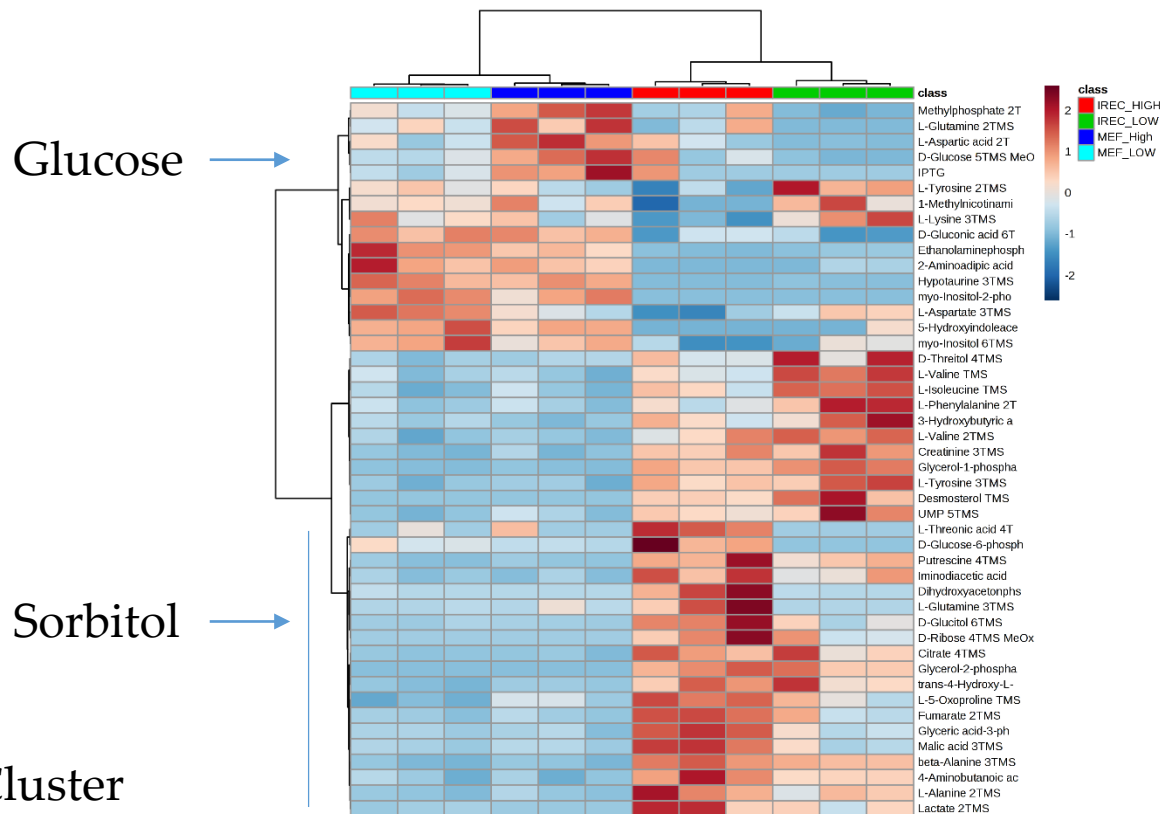 class
Methylphosphate 2T
L-Glutamine 2TMS
L-Aspartic acid 2T
D-Glucose 5TMS MeO
IPTG
L-Tyrosine 2TMS
1-Methylnicotinami
L-Lysine 3TMS
D-Gluconic acid 6T
Ethanolaminephosph
2-Aminoadipic acid
Hypotaurine 3TMS
myo-Inositol-2-pho
L-Aspartate 3TMS
5-Hydroxyindoleace
myo-Inositol 6TMS
D-Threitol 4TMS
L-Valine TMS
L-Isoleucine TMS
L-Phenylalanine 2T
3-Hydroxybutyric a
L-Valine 2TMS
Creatinine 3TMS
Glycerol-1-phospha
L-Tyrosine 3TMS
Desmosterol TMS
UMP 5TMS
L-Threonic acid 4T
D-Glucose-6-phosph
Putrescine 4TMS
Iminodiacetic acid
Dihydroxyacetonphs
L-Glutamine 3TMS
D-Glucitol 6TMS
D-Ribose 4TMS MeOx
Citrate 4TMS
Glycerol-2-phospha
trans-4-Hydroxy-L-
L-5-Oxoproline TMS
Fumarate 2TMS
Glyceric acid-3-ph
Malic acid 3TMS
beta-Alanine 3TMS
4-Aminobutanoic ac
L-Alanine 2TMS
Lactate 2TMS
2
1
0
-1
-2
class
IREC_HIGH
IREC_LOW
MEF_High
MEF_LOW
Glucose
Sorbitol
Cluster